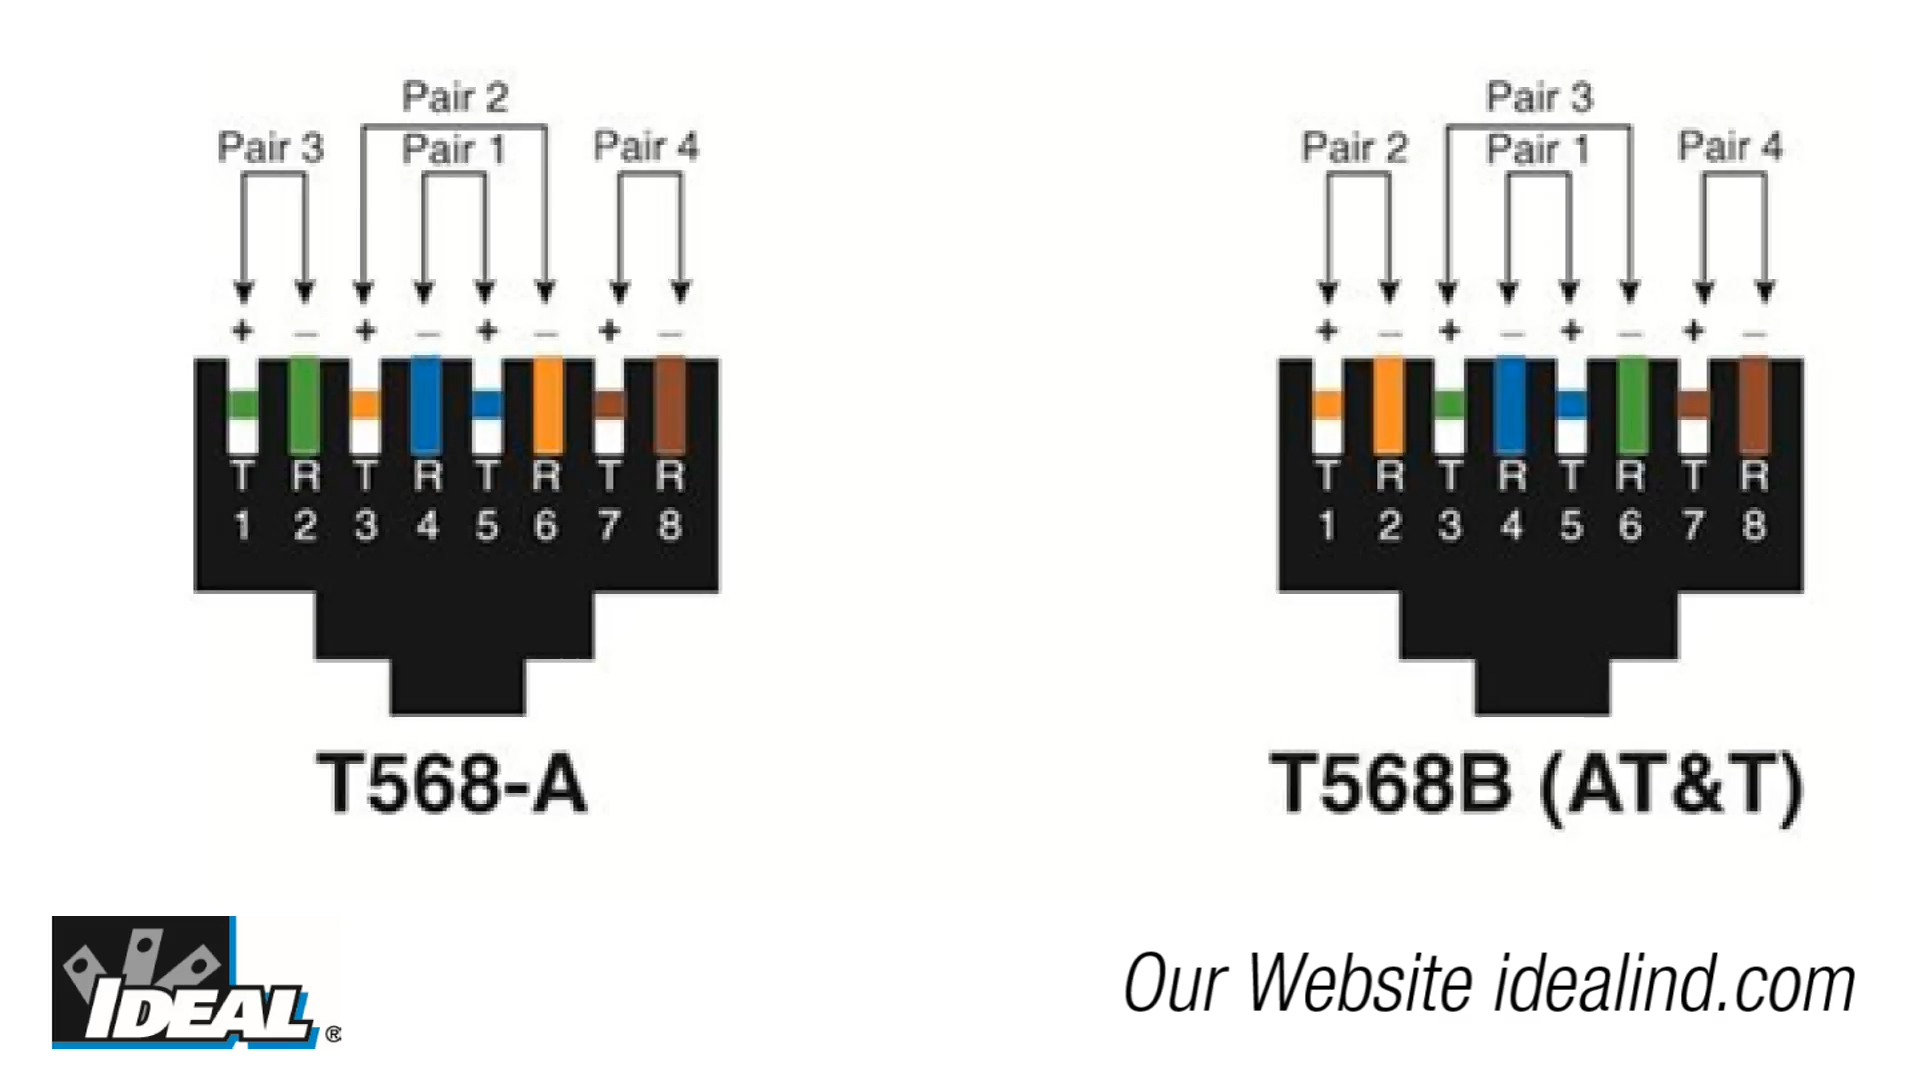 Pair 2
Pair 3 Pair 1 Pair 4
+ – + – + – + –
T R T R T R T R
1 2 3 4 5 6 7 8
T568-A
Pair 3
Pair 2 Pair 1 Pair 4
+ – + – + – + –
T R T R T R T R
1 2 3 4 5 6 7 8
T568B (AT&T)
IDEAL ®
Our Website idealind.com